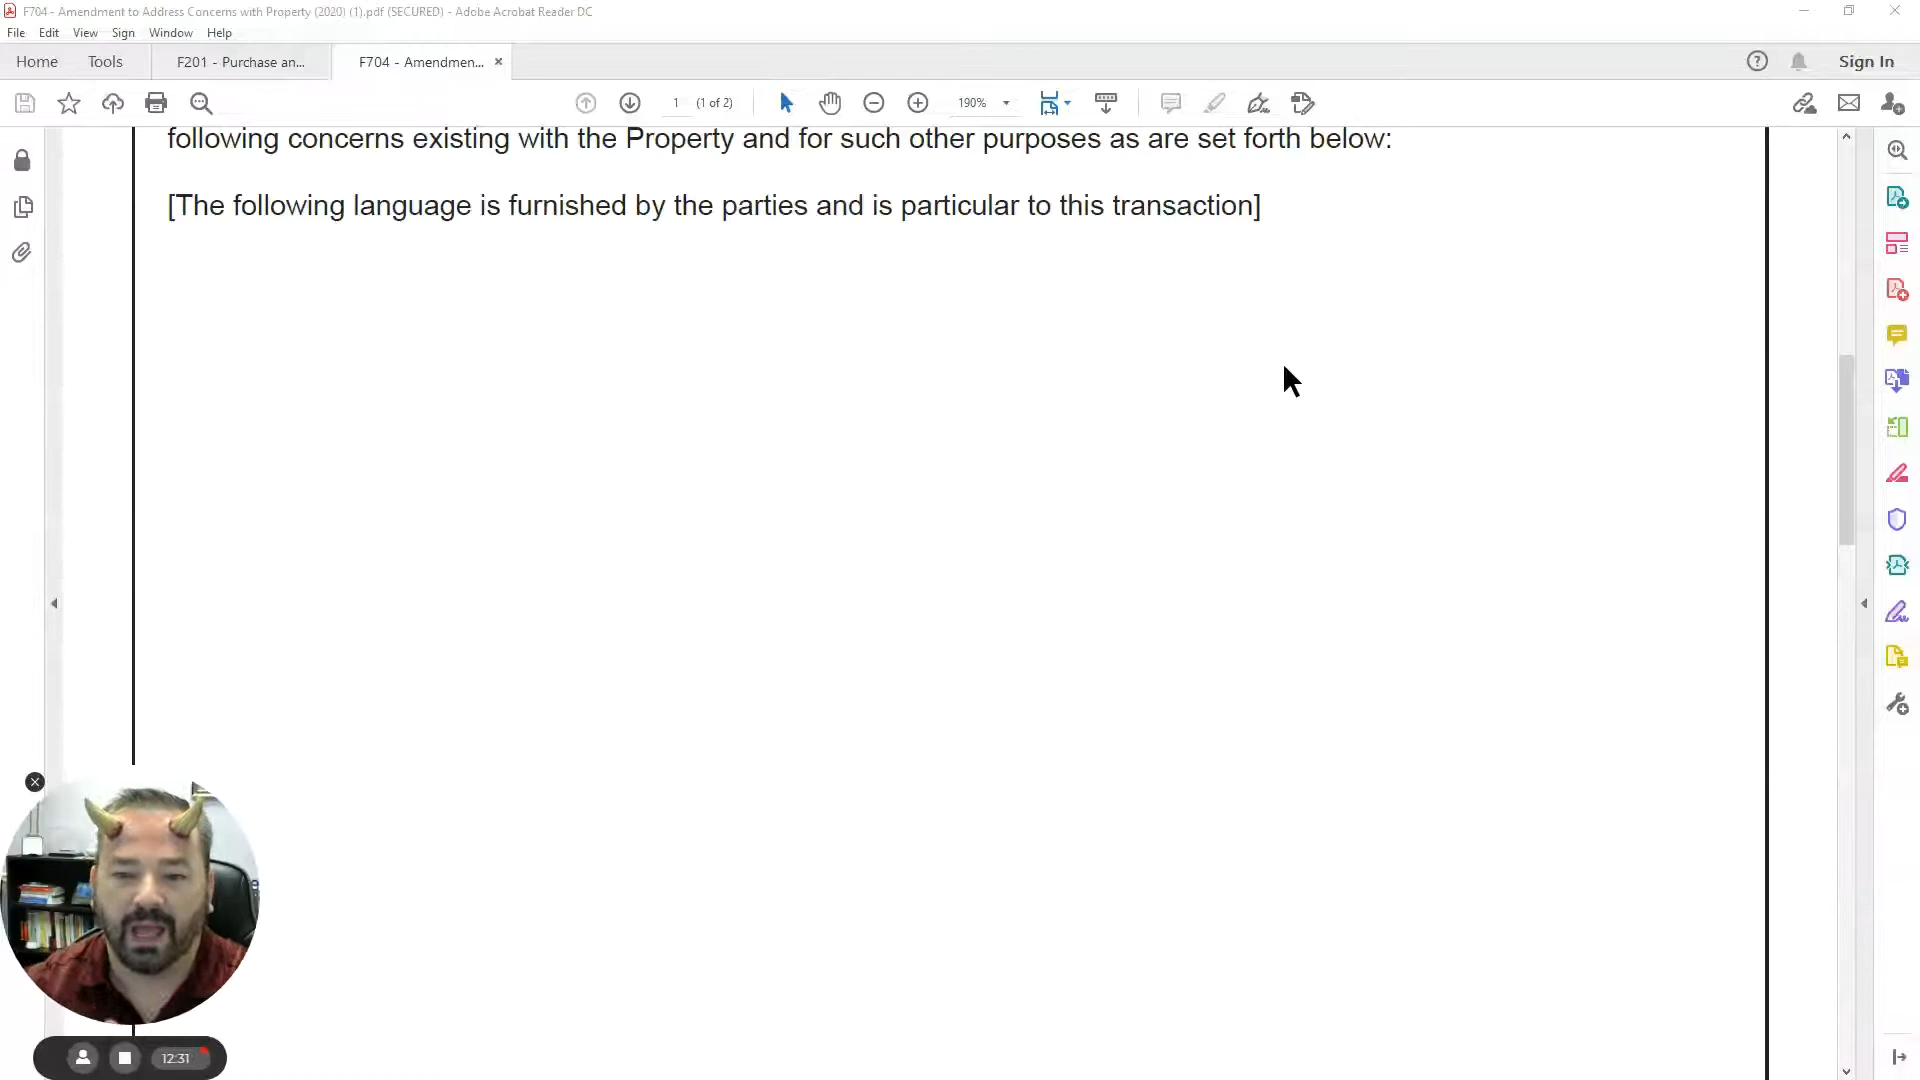 F704 - Amendment to Address Concerns with Property (2020) (1).pdf (SECURED) - Adobe Acrobat Reader DC
File Edit View Sign Window Help
Home Tools F201 - Purchase an... F704 - Amendmen... Sign In
1 (1 of 2) 190%
following concerns existing with the Property and for such other purposes as are set forth below:
[The following language is furnished by the parties and is particular to this transaction]
12:31